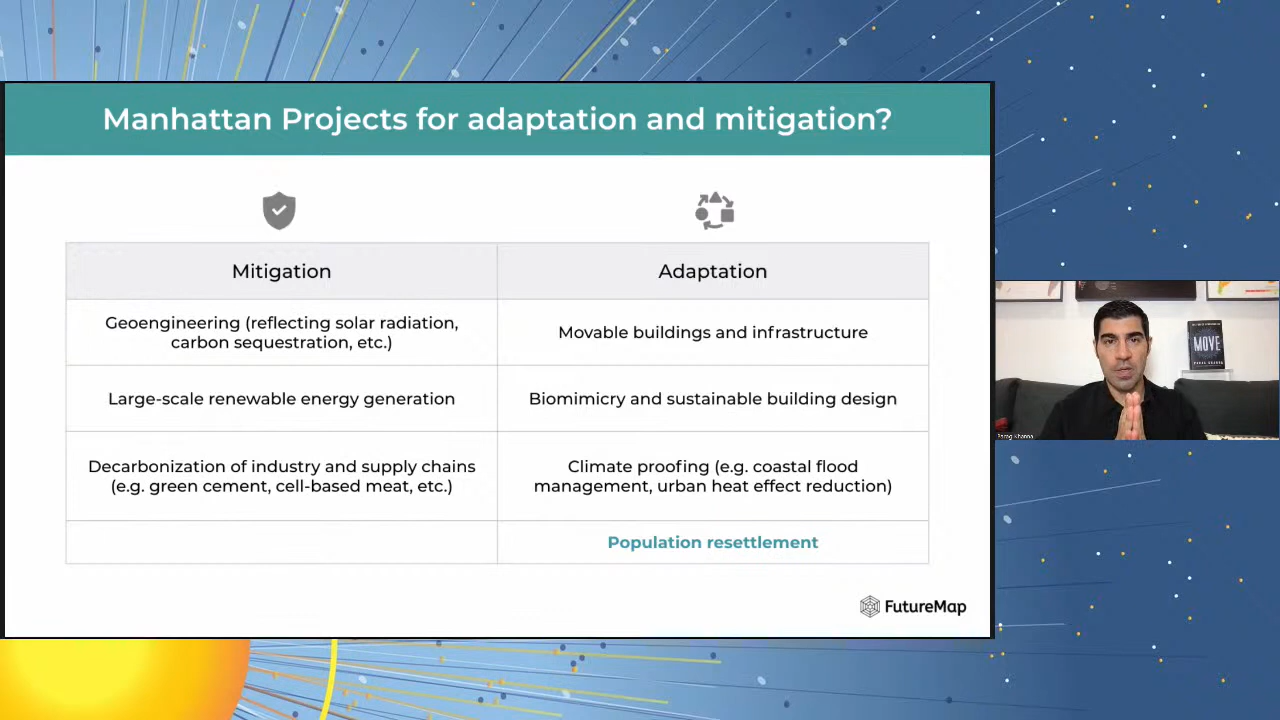 Manhattan Projects for adaptation and mitigation?
Mitigation
Adaptation
Geoengineering (reflecting solar radiation,
carbon sequestration, etc.)
Movable buildings and infrastructure
Large-scale renewable energy generation
Biomimicry and sustainable building design
Decarbonization of industry and supply chains
(e.g. green cement, cell-based meat, etc.)
Climate proofing (e.g. coastal flood
management, urban heat effect reduction)
Population resettlement
FutureMap
MOVE
Parag Khanna